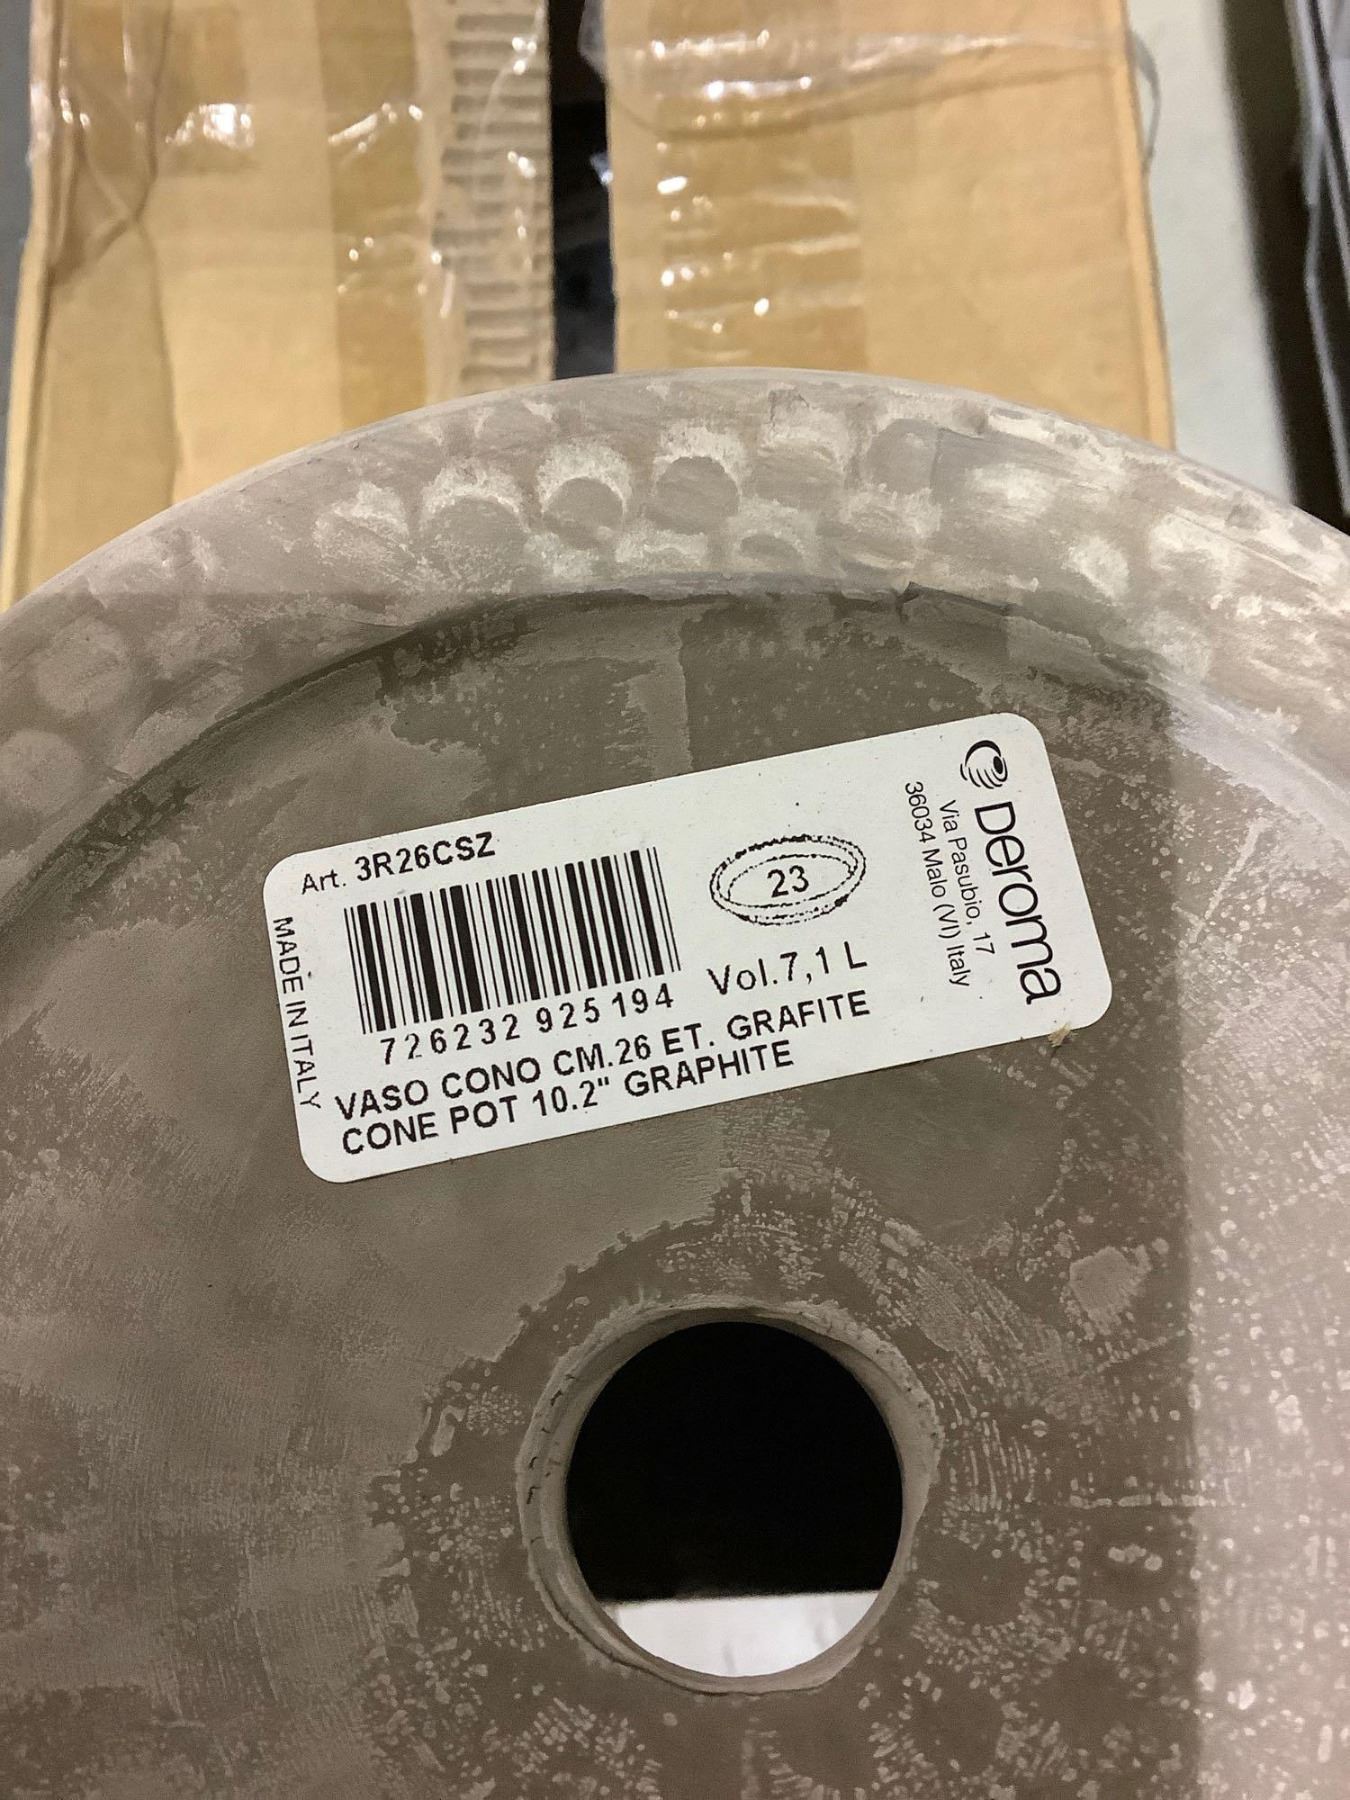 Art. 3R26CSZ
MADE IN ITALY
726232 925194
23
Vol.7,1 L
VASO CONO CM.26 ET. GRAFITE
CONE POT 10.2" GRAPHITE
Deroma
Via Pasubio, 17
36034 Malo (VI) Italy